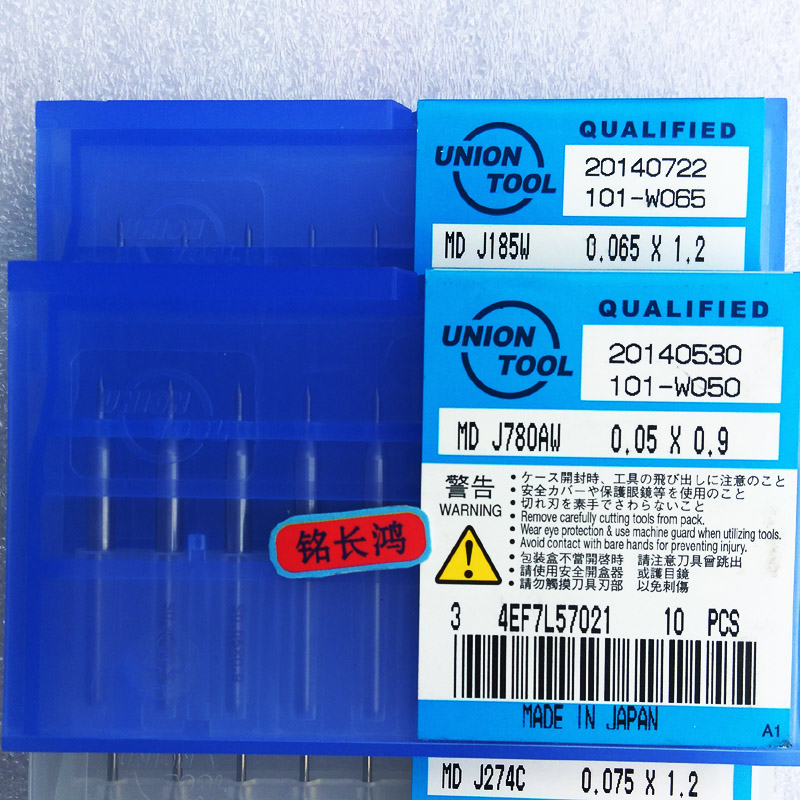 QUALIFIED
UNION
TOOL
20140722
101-W065
MD J185W 0.065 X 1.2
QUALIFIED
UNION
TOOL
20140530
101-W050
MD J780AW 0.05 X 0.9
警告
WARNING
・ケース開封時、工具の飛び出しに注意のこと
・安全カバーや保護眼鏡等を使用のこと
・切れ刃を素手でさわらないこと
・Remove carefully cutting tools from pack.
・Wear eye protection & use machine guard when utilizing tools.
・Avoid contact with bare hands for preventing injury.
・包装盒不當開啓時 請注意刀具曾跳出
・請使用安全開盒器 或護目鏡
・請勿觸摸刀具刃部 以免刺傷
铭长鸿
3 4EF7L57021 10 PCS
MADE IN JAPAN
A1
MD J274C 0.075 X 1.2
UNION
TOOL